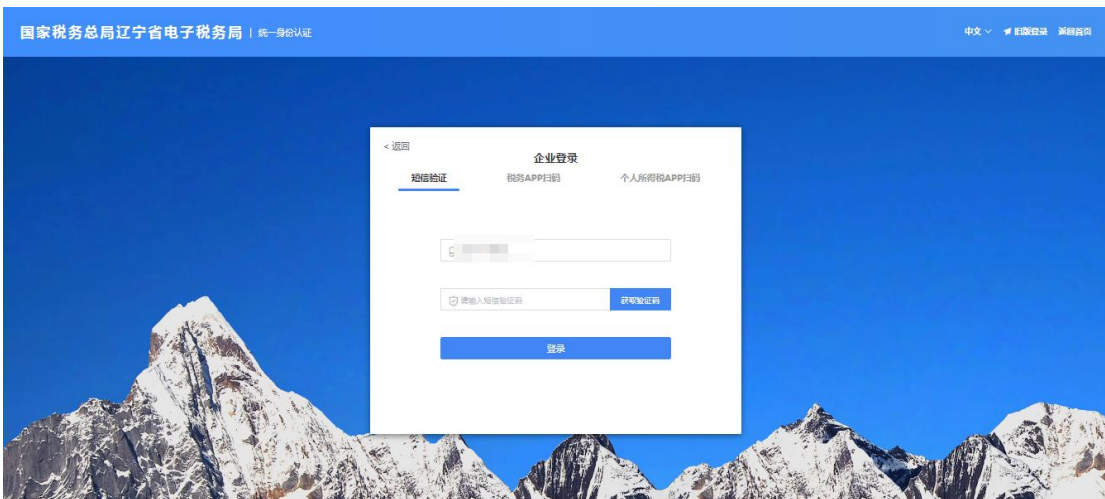 国家税务总局辽宁省电子税务局 | 统一身份认证
中文 旧版登录 返回首页
< 返回
企业登录
短信验证 税务APP扫码 个人所得税APP扫码
请输入短信验证码 获取验证码
登录